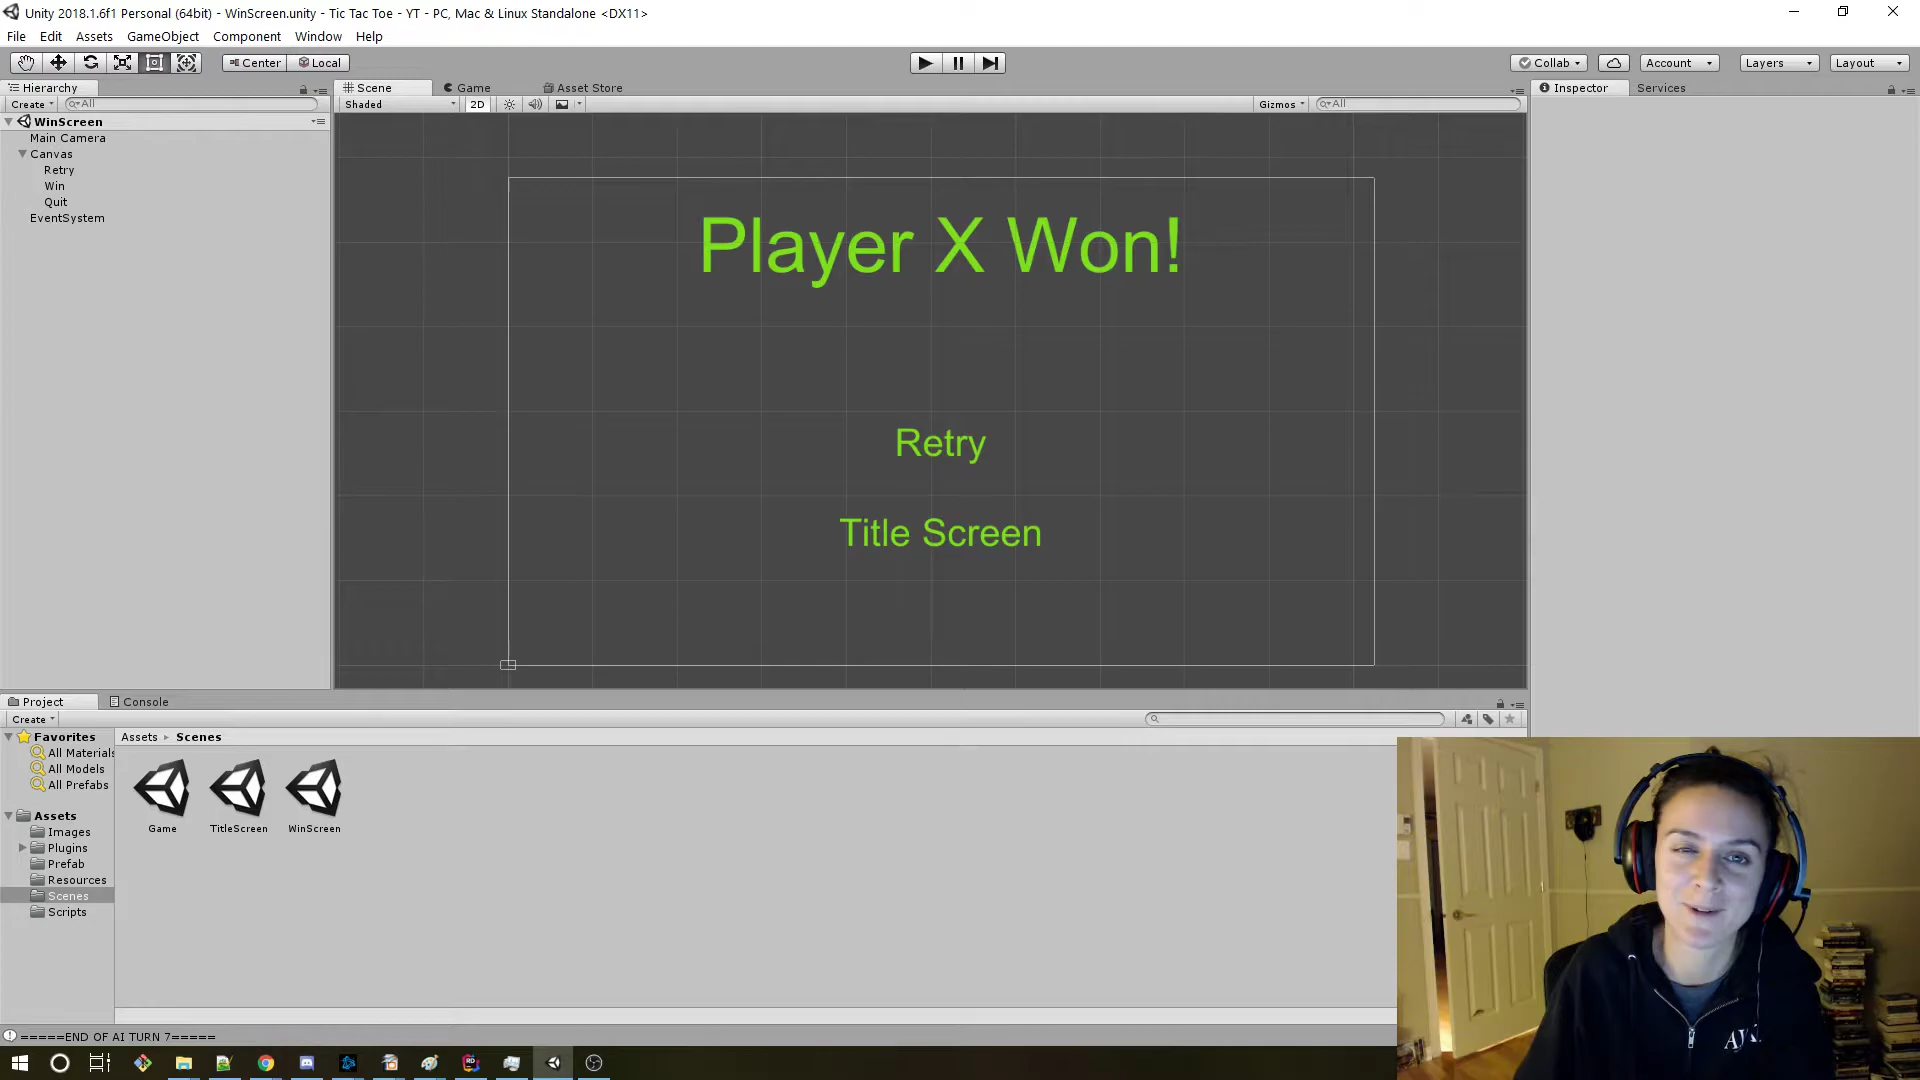 Unity 2018.1.6f1 Personal (64bit) - WinScreen.unity - Tic Tac Toe - YT - PC, Mac & Linux Standalone <DX11>
File Edit Assets GameObject Component Window Help
Center Local Collab Account Layers Layout
Hierarchy Scene Game Asset Store Inspector Services
Create All Shaded 2D Gizmos All
WinScreen
Main Camera
Canvas
Retry
Win
Quit
EventSystem
Player X Won!
Retry
Title Screen
Project Console
Create
Favorites
All Materials
All Models
All Prefabs
Assets
Images
Plugins
Prefab
Resources
Scenes
Scripts
Assets Scenes
Game TitleScreen WinScreen
=====END OF AI TURN 7=====